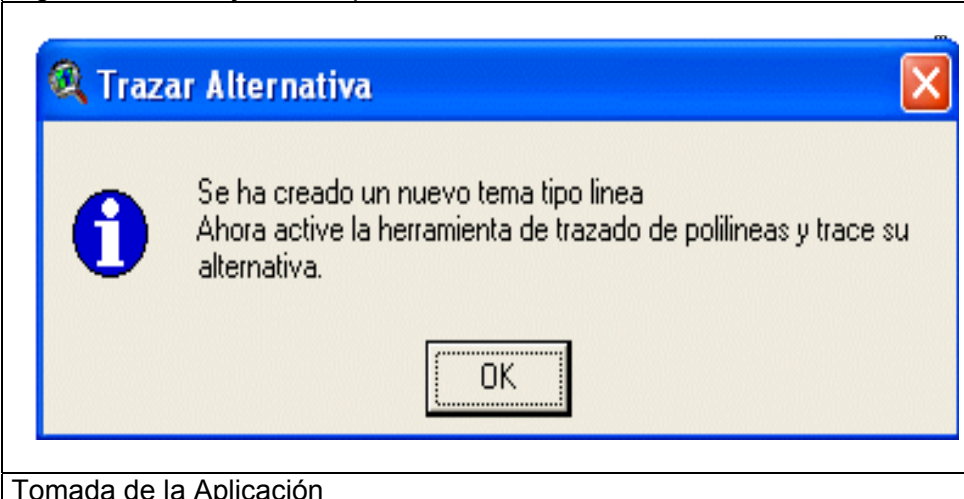 Trazar Alternativa
Se ha creado un nuevo tema tipo linea
Ahora active la herramienta de trazado de polilineas y trace su
alternativa.
OK
Tomada de la Aplicación